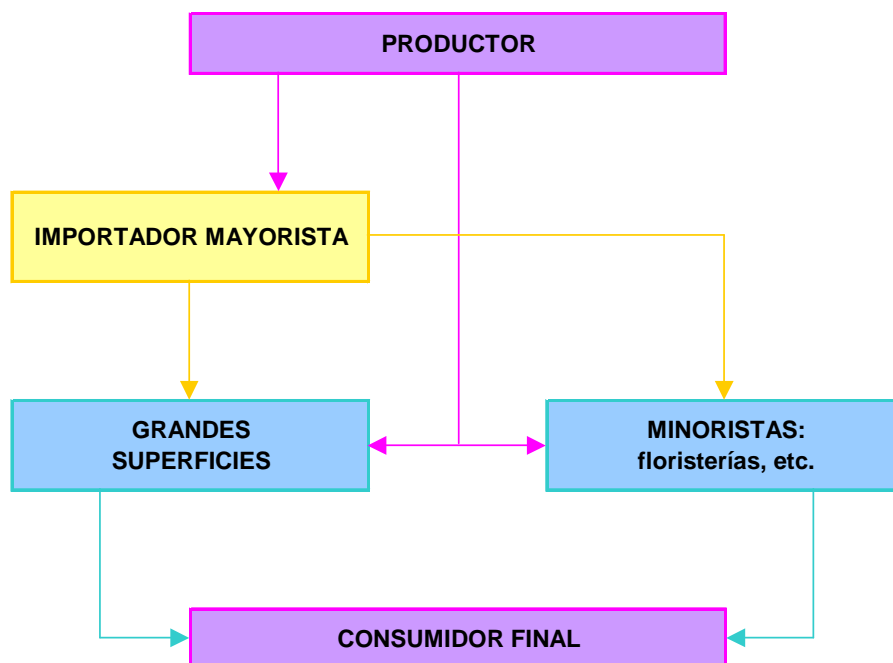 PRODUCTOR
IMPORTADOR MAYORISTA
GRANDES
SUPERFICIES
MINORISTAS:
floristerías, etc.
CONSUMIDOR FINAL